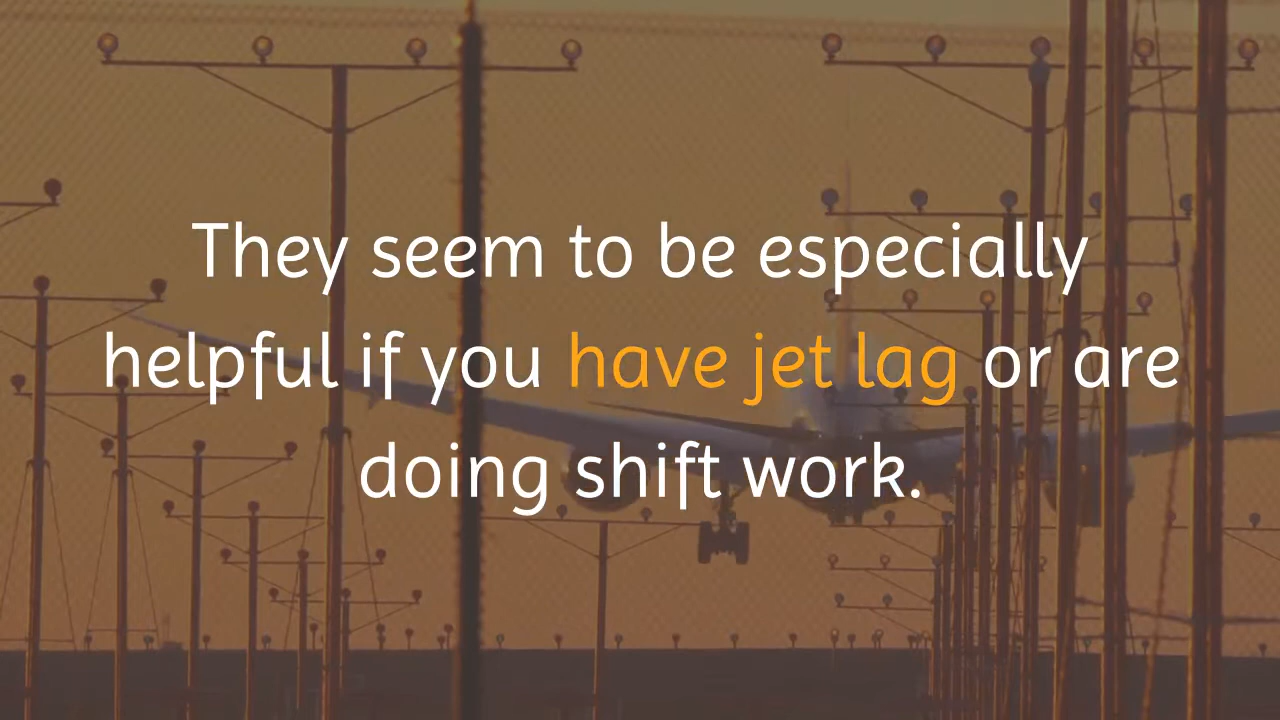 They seem to be especially
helpful if you have jet lag or are
doing shift work.